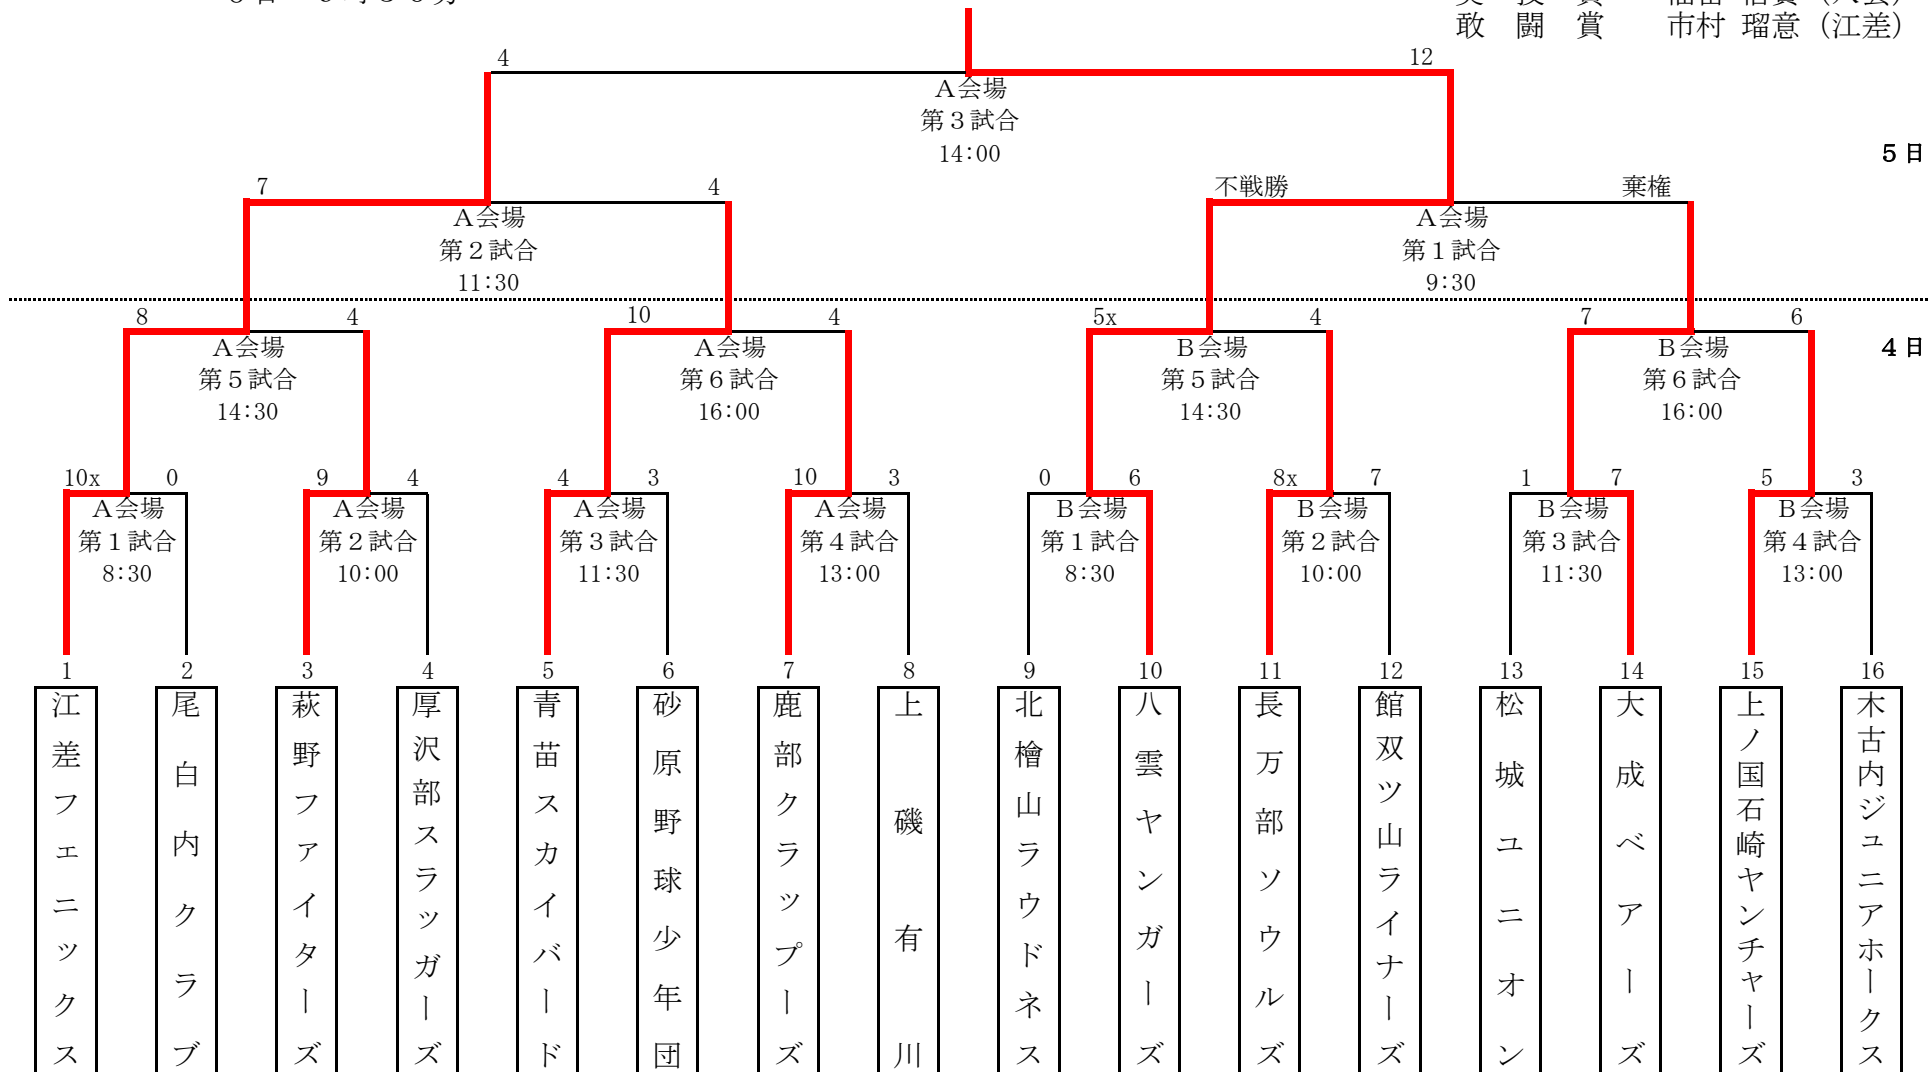 敢闘賞 市村 瑠意（江差）
4 12
Ａ会場
第３試合
14:00
５日
7 4 不戦勝 棄権
Ａ会場 Ａ会場
第２試合 第１試合
11:30 9:30
8 4 10 4 5x 4 7 6
Ａ会場 Ａ会場 Ｂ会場 Ｂ会場
４日
第５試合 第６試合 第５試合 第６試合
14:30 16:00 14:30 16:00
10x 0 9 4 4 3 10 3 0 6 8x 7 1 7 5 3
Ａ会場 Ａ会場 Ａ会場 Ａ会場 Ｂ会場 Ｂ会場 Ｂ会場 Ｂ会場
第１試合 第２試合 第３試合 第４試合 第１試合 第２試合 第３試合 第４試合
8:30 10:00 11:30 13:00 8:30 10:00 11:30 13:00
1 2 3 4 5 6 7 8 9 10 11 12 13 14 15 16
江差フェニックス
尾白内クラブ
萩野ファイターズ
厚沢部スラッガーズ
青苗スカイバード
砂原野球少年団
鹿部クラップーズ
上磯有川
北檜山ラウドネス
八雲ヤンガーズ
長万部ソウルズ
館双ツ山ライナーズ
松城ユニオン
大成ベアーズ
上ノ国石崎ヤンチャーズ
木古内ジュニアホークス